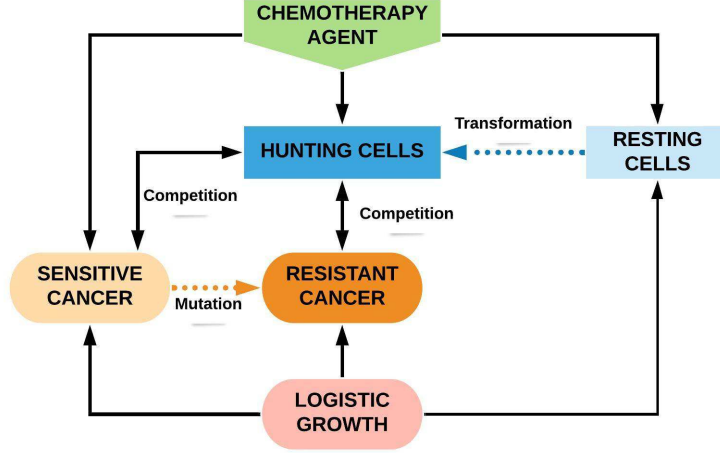 CHEMOTHERAPY
AGENT
Transformation
HUNTING CELLS
RESTING
CELLS
Competition
Competition
SENSITIVE
CANCER
RESISTANT
CANCER
Mutation
LOGISTIC
GROWTH